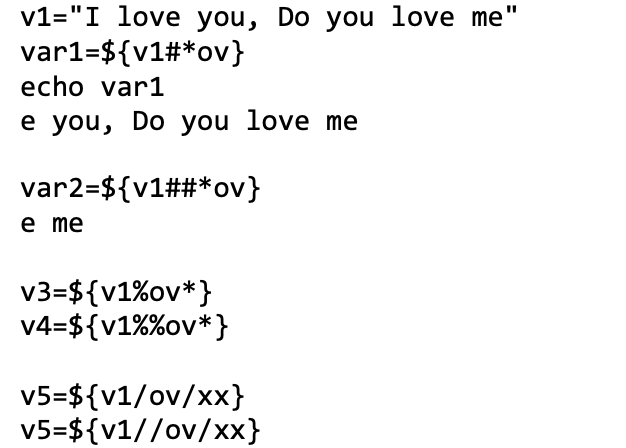 v1="I love you, Do you love me"
var1=${v1#*ov}
echo var1
e you, Do you love me
var2=${v1##*ov}
e me
v3=${v1%ov*}
v4=${v1%%ov*}
v5=${v1/ov/xx}
v5=${v1//ov/xx}